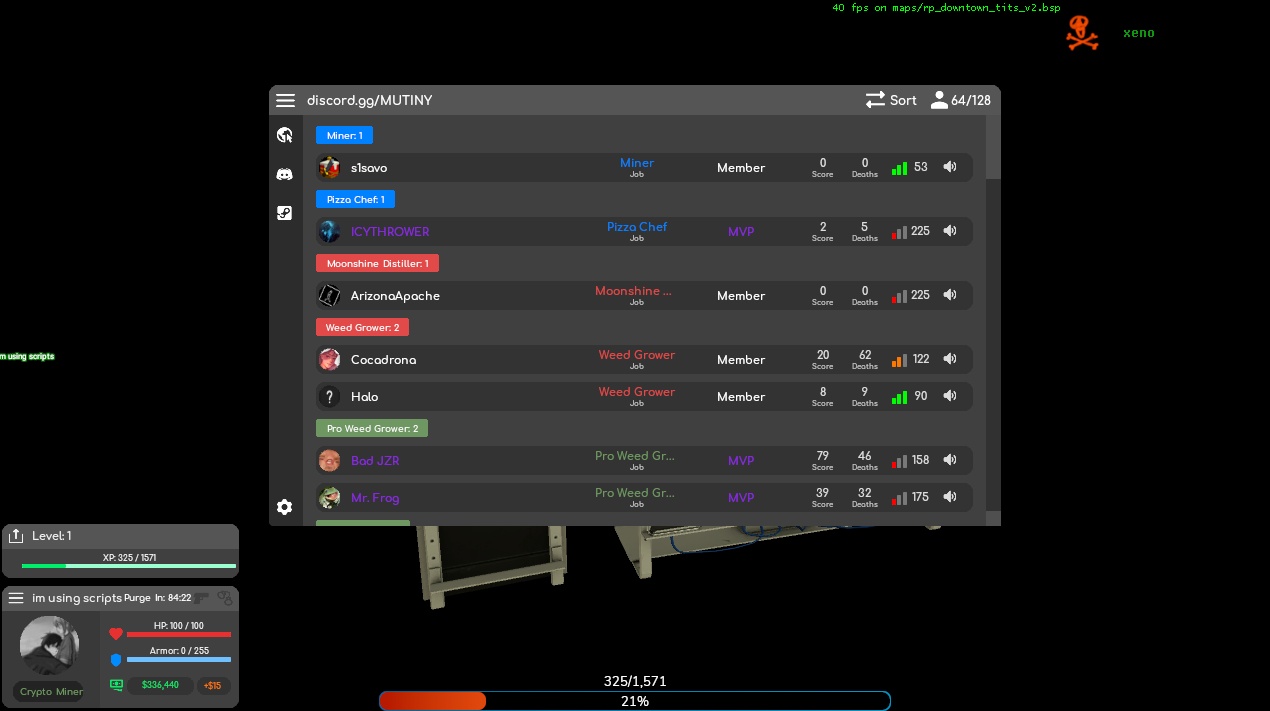 40 fps on maps/rp_downtown_tits_v2.bsp
xeno
discord.gg/MUTINY
Sort
64/128
Miner: 1
s1savo Miner Job Member 0 Score 0 Deaths 53
Pizza Chef: 1
ICYTHROWER Pizza Chef Job MVP 2 Score 5 Deaths 225
Moonshine Distiller: 1
ArizonaApache Moonshine ... Job Member 0 Score 0 Deaths 225
Weed Grower: 2
Cocadrona Weed Grower Job Member 20 Score 62 Deaths 122
Halo Weed Grower Job Member 8 Score 9 Deaths 90
Pro Weed Grower: 2
Bad JZR Pro Weed Gr... Job MVP 79 Score 46 Deaths 158
Mr. Frog Pro Weed Gr... Job MVP 39 Score 32 Deaths 175
m using scripts
Level: 1
XP: 325 / 1571
im using scripts Purge In: 84:22
HP: 100 / 100
Armor: 0 / 255
$336,440 +$15
Crypto Miner
325/1,571
21%